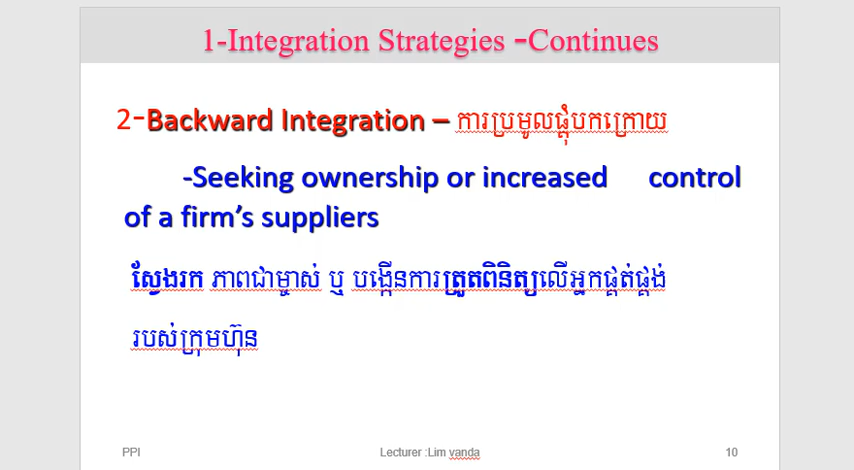 1-Integration Strategies -Continues
2-Backward Integration – ការប្រមូលផ្តុំបកក្រោយ
-Seeking ownership or increased control
of a firm's suppliers
ស្វែងរក ភាពជាម្ចាស់ ឬ បង្កើនការត្រួតពិនិត្យលើអ្នកផ្គត់ផ្គង់
របស់ក្រុមហ៊ុន
PPI Lecturer :Lim vanda 10